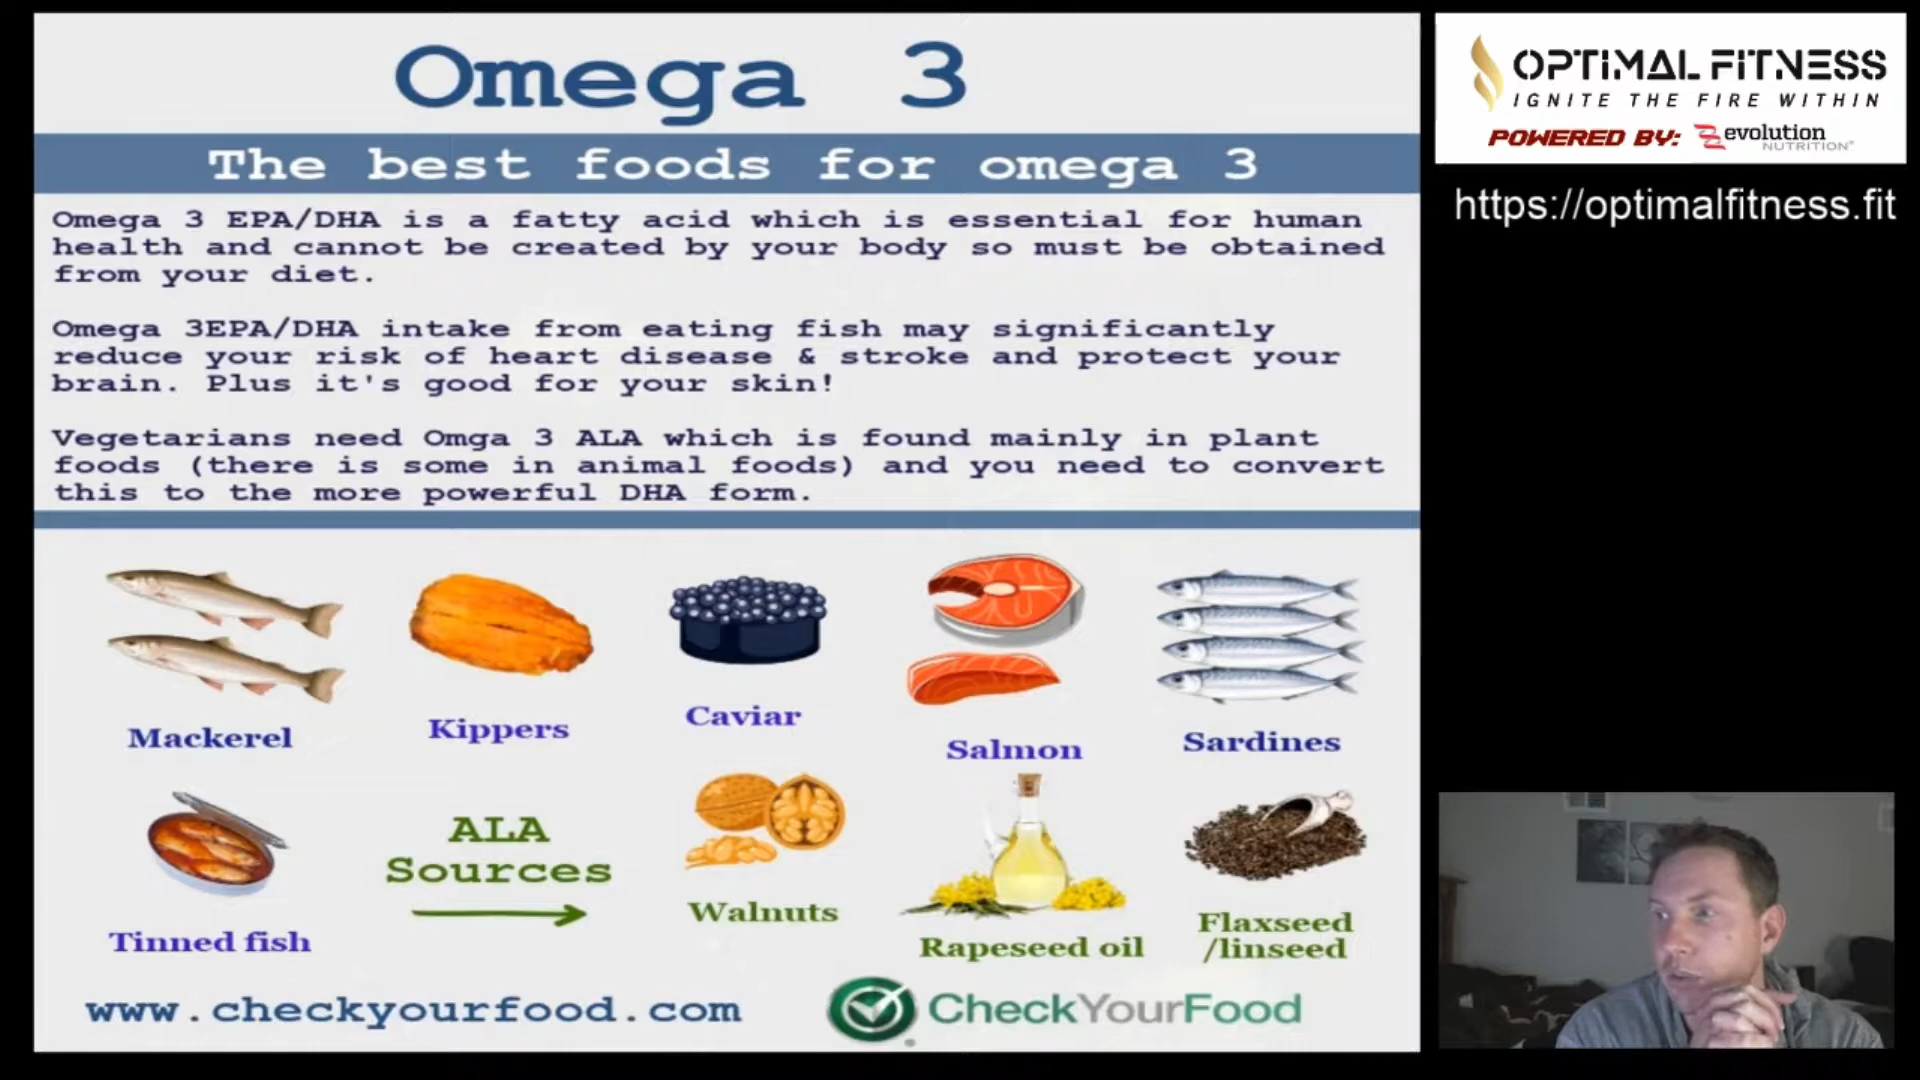 Omega 3
The best foods for omega 3
Omega 3 EPA/DHA is a fatty acid which is essential for human
health and cannot be created by your body so must be obtained
from your diet.
Omega 3EPA/DHA intake from eating fish may significantly
reduce your risk of heart disease & stroke and protect your
brain. Plus it's good for your skin!
Vegetarians need Omga 3 ALA which is found mainly in plant
foods (there is some in animal foods) and you need to convert
this to the more powerful DHA form.
Mackerel
Kippers
Caviar
Salmon
Sardines
Tinned fish
ALA
Sources
Walnuts
Rapeseed oil
Flaxseed
/linseed
www.checkyourfood.com
CheckYourFood
OPTIMAL FITNESS
IGNITE THE FIRE WITHIN
POWERED BY: evolution
NUTRITION
https://optimalfitness.fit